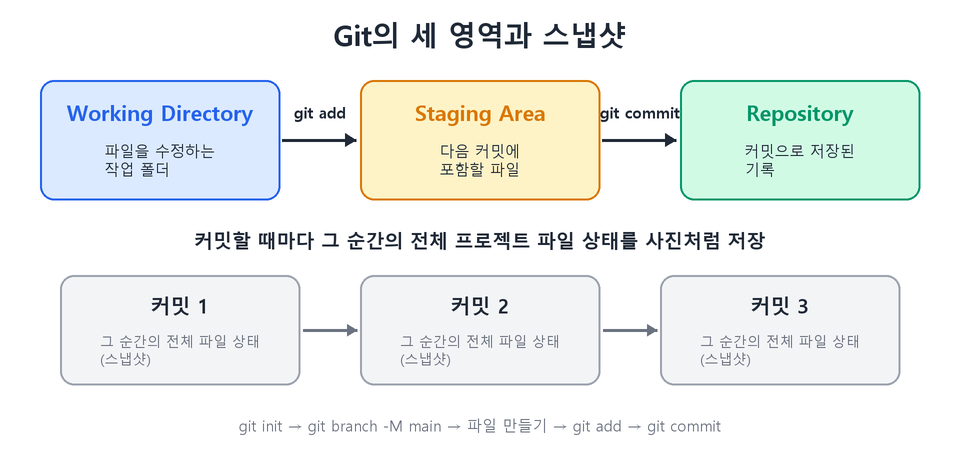 Git의 세 영역과 스냅샷
Working Directory
파일을 수정하는
작업 폴더
git add
Staging Area
다음 커밋에
포함할 파일
git commit
Repository
커밋으로 저장된
기록
커밋할 때마다 그 순간의 전체 프로젝트 파일 상태를 사진처럼 저장
커밋 1
그 순간의 전체 파일 상태
(스냅샷)
커밋 2
그 순간의 전체 파일 상태
(스냅샷)
커밋 3
그 순간의 전체 파일 상태
(스냅샷)
git init → git branch -M main → 파일 만들기 → git add → git commit